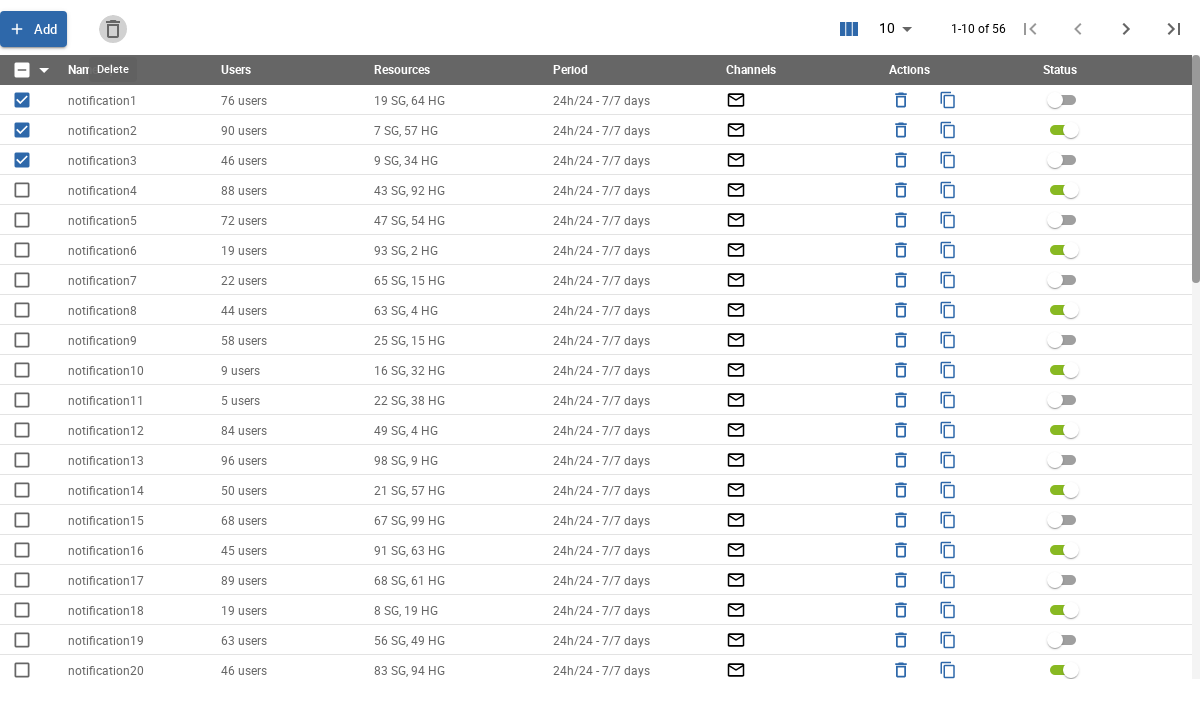 Add 10 1-10 of 56
Nam Delete Users Resources Period Channels Actions Status
notification1 76 users 19 SG, 64 HG 24h/24 - 7/7 days
notification2 90 users 7 SG, 57 HG 24h/24 - 7/7 days
notification3 46 users 9 SG, 34 HG 24h/24 - 7/7 days
notification4 88 users 43 SG, 92 HG 24h/24 - 7/7 days
notification5 72 users 47 SG, 54 HG 24h/24 - 7/7 days
notification6 19 users 93 SG, 2 HG 24h/24 - 7/7 days
notification7 22 users 65 SG, 15 HG 24h/24 - 7/7 days
notification8 44 users 63 SG, 4 HG 24h/24 - 7/7 days
notification9 58 users 25 SG, 15 HG 24h/24 - 7/7 days
notification10 9 users 16 SG, 32 HG 24h/24 - 7/7 days
notification11 5 users 22 SG, 38 HG 24h/24 - 7/7 days
notification12 84 users 49 SG, 4 HG 24h/24 - 7/7 days
notification13 96 users 98 SG, 9 HG 24h/24 - 7/7 days
notification14 50 users 21 SG, 57 HG 24h/24 - 7/7 days
notification15 68 users 67 SG, 99 HG 24h/24 - 7/7 days
notification16 45 users 91 SG, 63 HG 24h/24 - 7/7 days
notification17 89 users 68 SG, 61 HG 24h/24 - 7/7 days
notification18 19 users 8 SG, 19 HG 24h/24 - 7/7 days
notification19 63 users 56 SG, 49 HG 24h/24 - 7/7 days
notification20 46 users 83 SG, 94 HG 24h/24 - 7/7 days